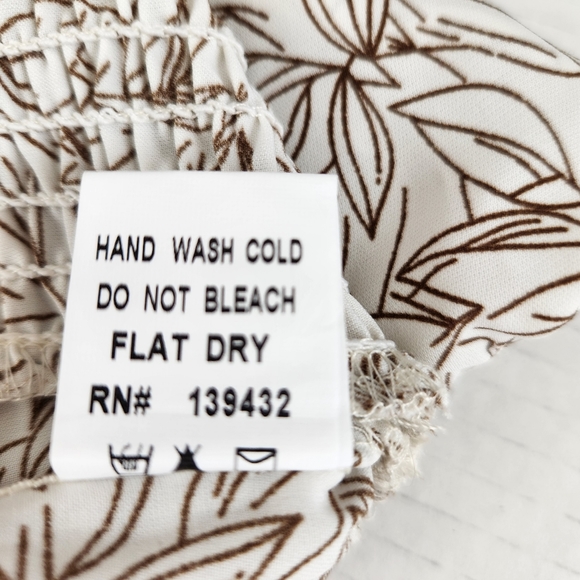 HAND WASH COLD
DO NOT BLEACH
FLAT DRY
RN# 139432